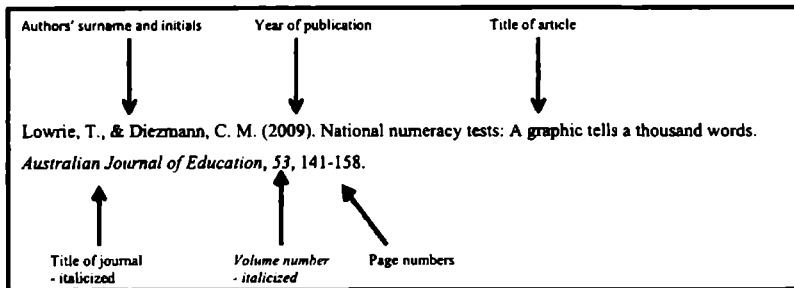 Authors' surname and initials Year of publication Title of article
Lowrie, T., & Diezmann, C. M. (2009). National numeracy tests: A graphic tells a thousand words.
Australian Journal of Education, 53, 141-158.
Title of journal Volume number Page numbers
- italicized - italicized